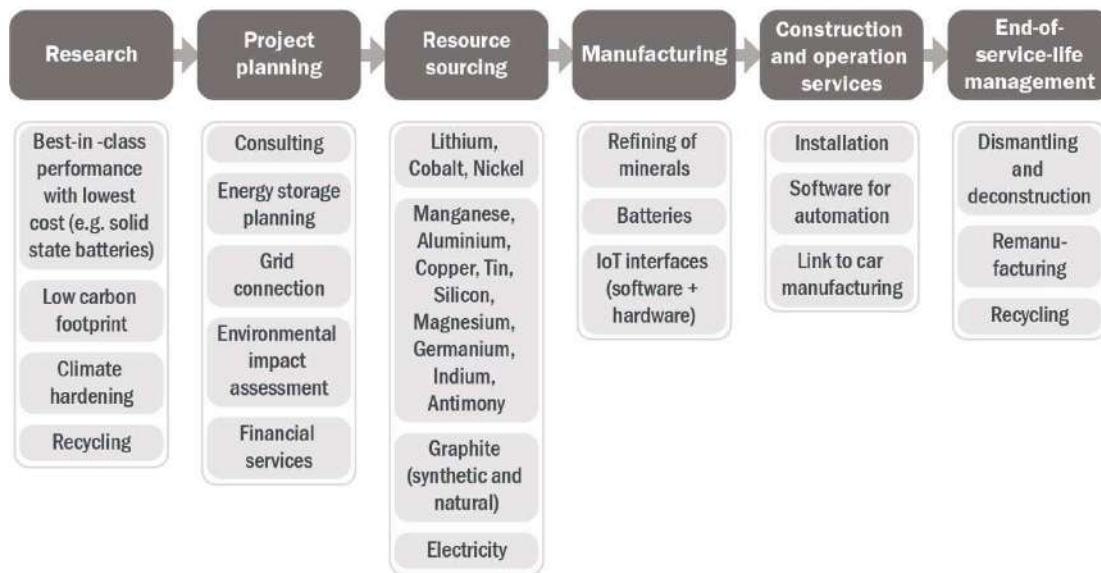 Research
Project
planning
Resource
sourcing
Manufacturing
Construction
and operation
services
End-of-
service-life
management
Best-in -class
performance
with lowest
cost (e.g. solid
state batteries)
Low carbon
footprint
Climate
hardening
Recycling
Consulting
Energy storage
planning
Grid
connection
Environmental
impact
assessment
Financial
services
Lithium,
Cobalt, Nickel
Manganese,
Aluminium,
Copper, Tin,
Silicon,
Magnesium,
Germanium,
Indium,
Antimony
Graphite
(synthetic and
natural)
Electricity
Refining of
minerals
Batteries
IoT interfaces
(software +
hardware)
Installation
Software for
automation
Link to car
manufacturing
Dismantling
and
deconstruction
Remanu-
facturing
Recycling